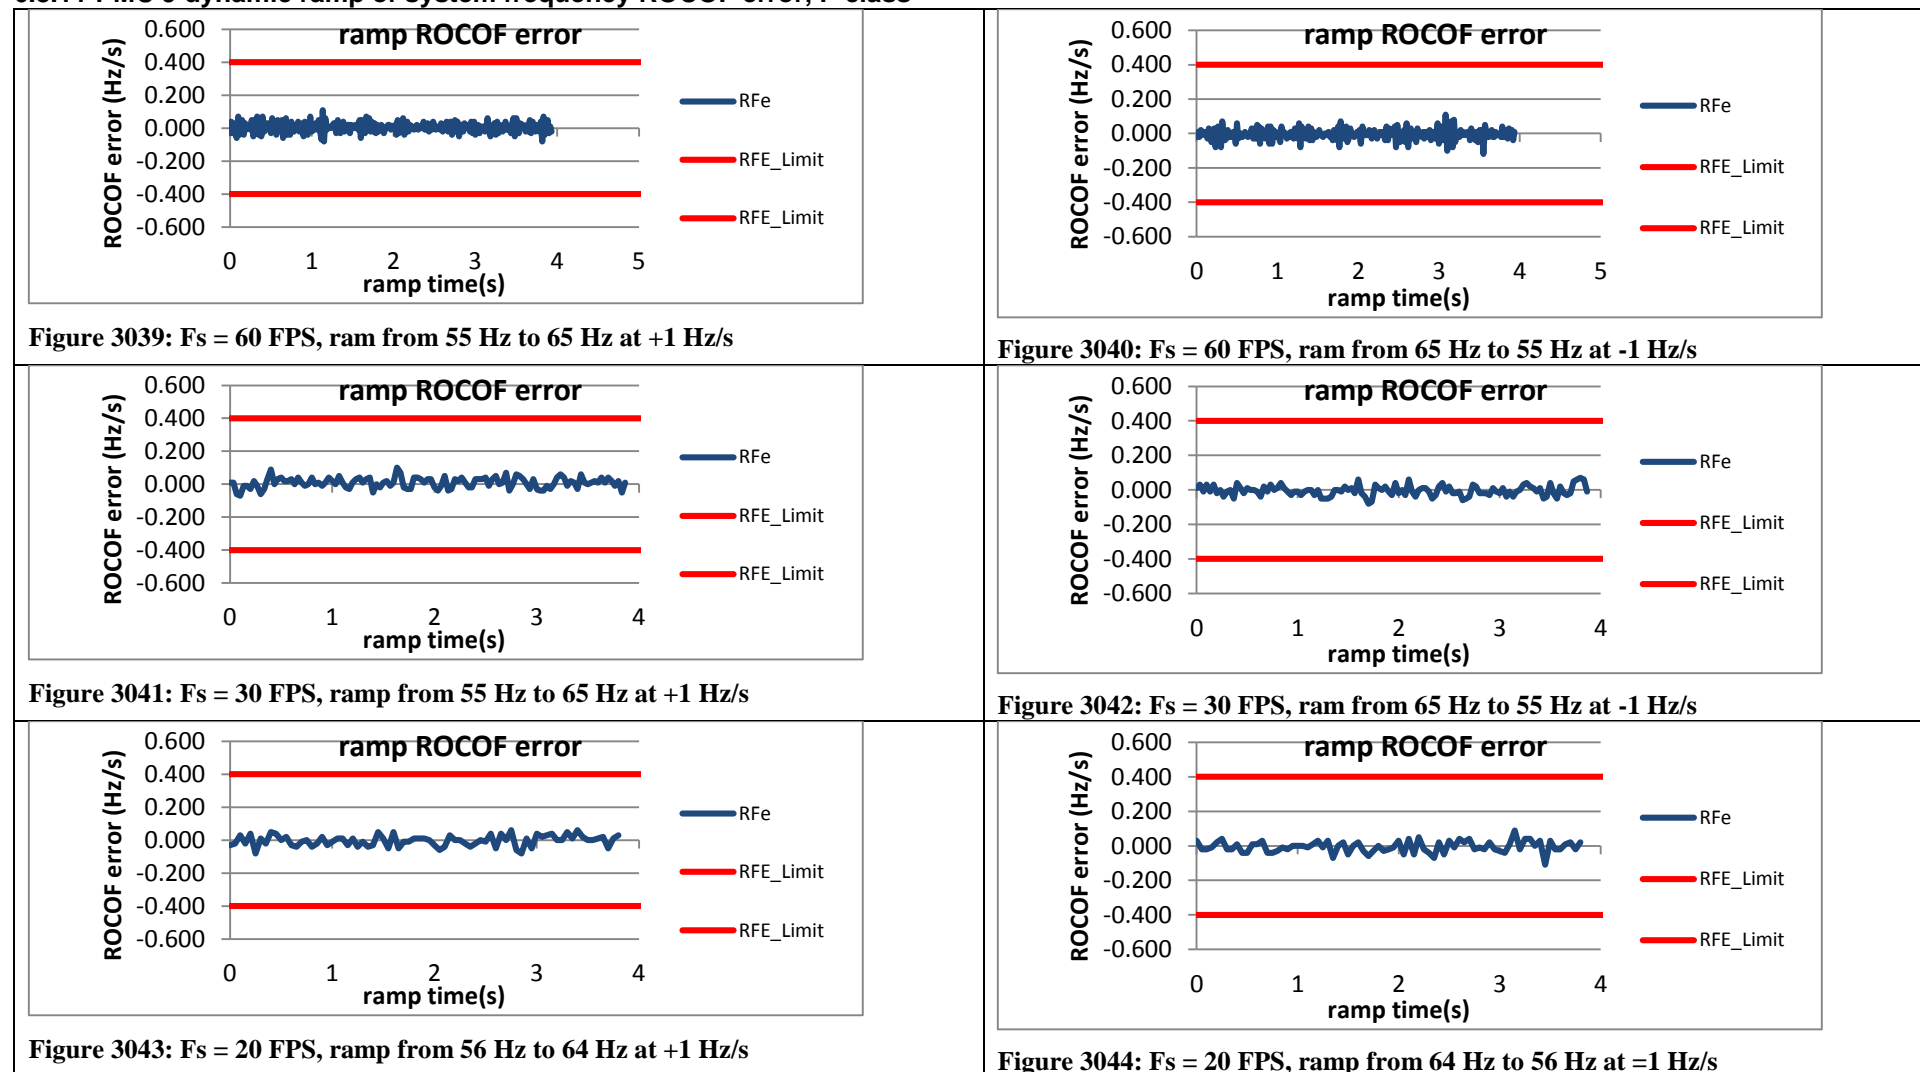 ramp ROCOF error
0.600
0.400
0.200
0.000
-0.200
-0.400
-0.600
ROCOF error (Hz/s)
0 1 2 3 4 5
ramp time(s)
RFe
RFE_Limit
RFE_Limit
Figure 3039: Fs = 60 FPS, ram from 55 Hz to 65 Hz at +1 Hz/s
ramp ROCOF error
0.600
0.400
0.200
0.000
-0.200
-0.400
-0.600
ROCOF error (Hz/s)
0 1 2 3 4 5
ramp time(s)
RFe
RFE_Limit
RFE_Limit
Figure 3040: Fs = 60 FPS, ram from 65 Hz to 55 Hz at -1 Hz/s
ramp ROCOF error
0.600
0.400
0.200
0.000
-0.200
-0.400
-0.600
ROCOF error (Hz/s)
0 1 2 3 4
ramp time(s)
RFe
RFE_Limit
RFE_Limit
Figure 3041: Fs = 30 FPS, ramp from 55 Hz to 65 Hz at +1 Hz/s
ramp ROCOF error
0.600
0.400
0.200
0.000
-0.200
-0.400
-0.600
ROCOF error (Hz/s)
0 1 2 3 4
ramp time(s)
RFe
RFE_Limit
RFE_Limit
Figure 3042: Fs = 30 FPS, ram from 65 Hz to 55 Hz at -1 Hz/s
ramp ROCOF error
0.600
0.400
0.200
0.000
-0.200
-0.400
-0.600
ROCOF error (Hz/s)
0 1 2 3 4
ramp time(s)
RFe
RFE_Limit
RFE_Limit
Figure 3043: Fs = 20 FPS, ramp from 56 Hz to 64 Hz at +1 Hz/s
ramp ROCOF error
0.600
0.400
0.200
0.000
-0.200
-0.400
-0.600
ROCOF error (Hz/s)
0 1 2 3 4
ramp time(s)
RFe
RFE_Limit
RFE_Limit
Figure 3044: Fs = 20 FPS, ramp from 64 Hz to 56 Hz at =1 Hz/s